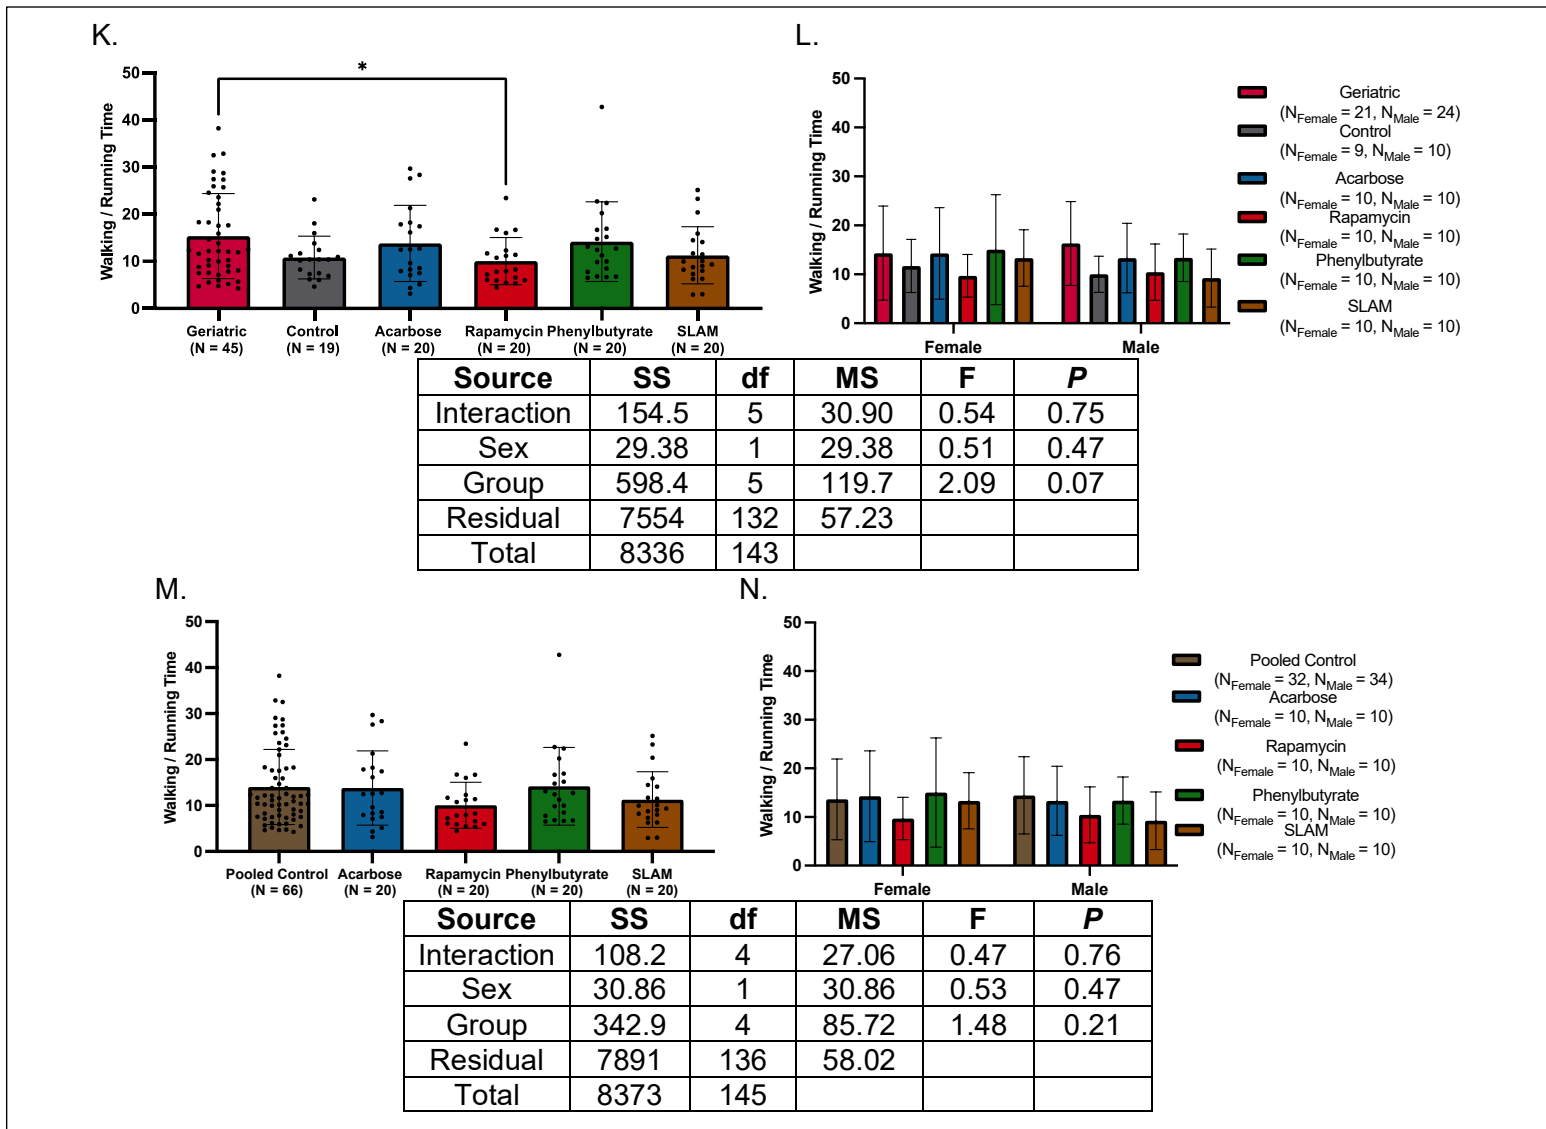 K.
*
Walking / Running Time
50
40
30
20
10
0
Geriatric Control Acarbose Rapamycin Phenylbutyrate SLAM
(N = 45) (N = 19) (N = 20) (N = 20) (N = 20) (N = 20)
L.
Walking / Running Time
50
40
30
20
10
0
Female Male
Geriatric
(NFemale = 21, NMale = 24)
Control
(NFemale = 9, NMale = 10)
Acarbose
(NFemale = 10, NMale = 10)
Rapamycin
(NFemale = 10, NMale = 10)
Phenylbutyrate
(NFemale = 10, NMale = 10)
SLAM
(NFemale = 10, NMale = 10)
Source SS df MS F P
Interaction 154.5 5 30.90 0.54 0.75
Sex 29.38 1 29.38 0.51 0.47
Group 598.4 5 119.7 2.09 0.07
Residual 7554 132 57.23
Total 8336 143
M.
Walking / Running Time
50
40
30
20
10
0
Pooled Control Acarbose Rapamycin Phenylbutyrate SLAM
(N = 66) (N = 20) (N = 20) (N = 20) (N = 20)
N.
Walking / Running Time
50
40
30
20
10
0
Female Male
Pooled Control
(NFemale = 32, NMale = 34)
Acarbose
(NFemale = 10, NMale = 10)
Rapamycin
(NFemale = 10, NMale = 10)
Phenylbutyrate
(NFemale = 10, NMale = 10)
SLAM
(NFemale = 10, NMale = 10)
Source SS df MS F P
Interaction 108.2 4 27.06 0.47 0.76
Sex 30.86 1 30.86 0.53 0.47
Group 342.9 4 85.72 1.48 0.21
Residual 7891 136 58.02
Total 8373 145